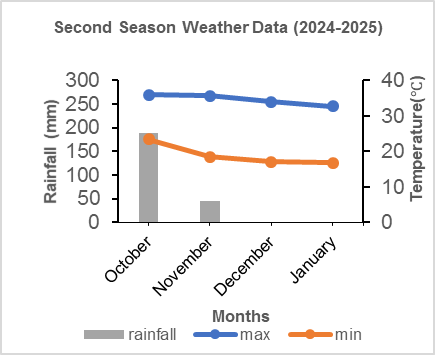 Second Season Weather Data (2024-2025)
Rainfall (mm)
300
250
200
150
100
50
0
Temperature(°C)
40
30
20
10
0
October
November
December
January
Months
rainfall
max
min